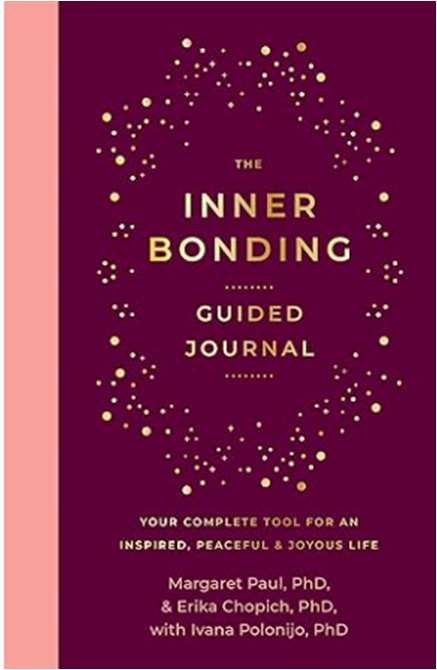 THE
INNER
BONDING
GUIDED
JOURNAL
YOUR COMPLETE TOOL FOR AN
INSPIRED, PEACEFUL & JOYOUS LIFE
Margaret Paul, PhD,
& Erika Chopich, PhD,
with Ivana Polonijo, PhD